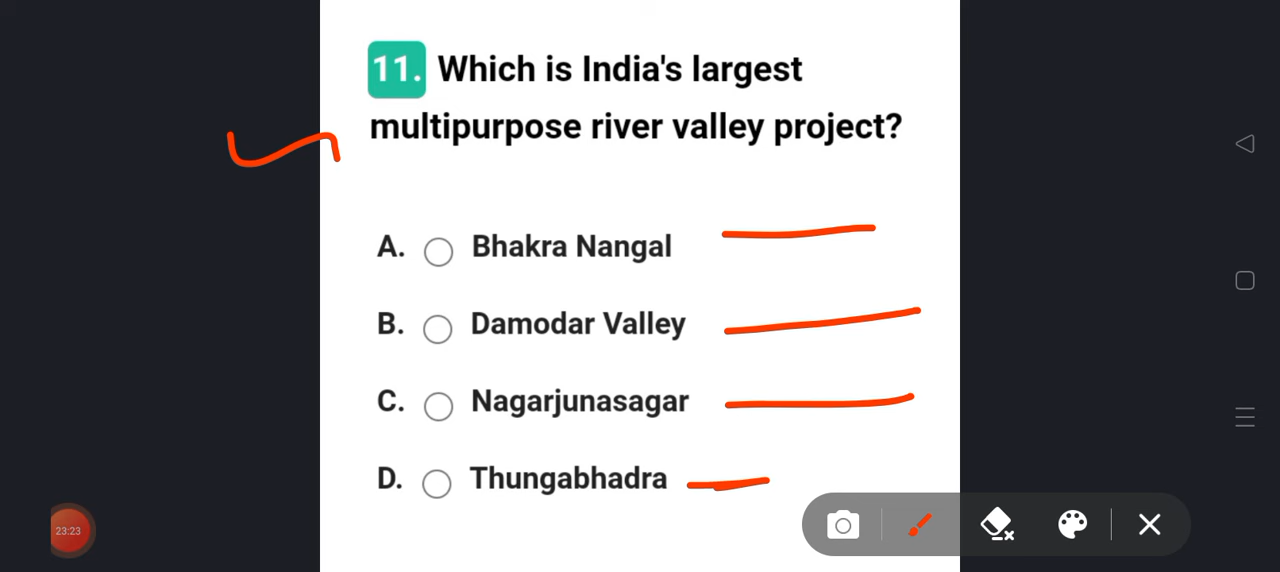 11. Which is India's largest
multipurpose river valley project?
A. Bhakra Nangal
B. Damodar Valley
C. Nagarjunasagar
D. Thungabhadra
23:23